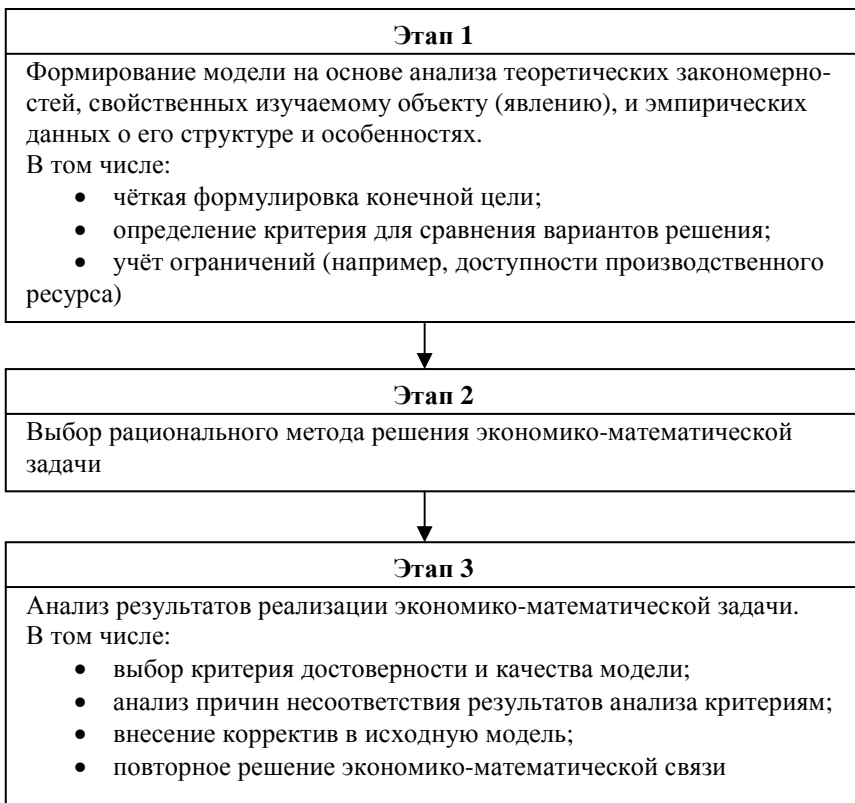 Этап 1
Формирование модели на основе анализа теоретических закономерно-
стей, свойственных изучаемому объекту (явлению), и эмпирических
данных о его структуре и особенностях.
В том числе:
• чёткая формулировка конечной цели;
• определение критерия для сравнения вариантов решения;
• учёт ограничений (например, доступности производственного
ресурса)
Этап 2
Выбор рационального метода решения экономико-математической
задачи
Этап 3
Анализ результатов реализации экономико-математической задачи.
В том числе:
• выбор критерия достоверности и качества модели;
• анализ причин несоответствия результатов анализа критериям;
• внесение корректив в исходную модель;
• повторное решение экономико-математической связи